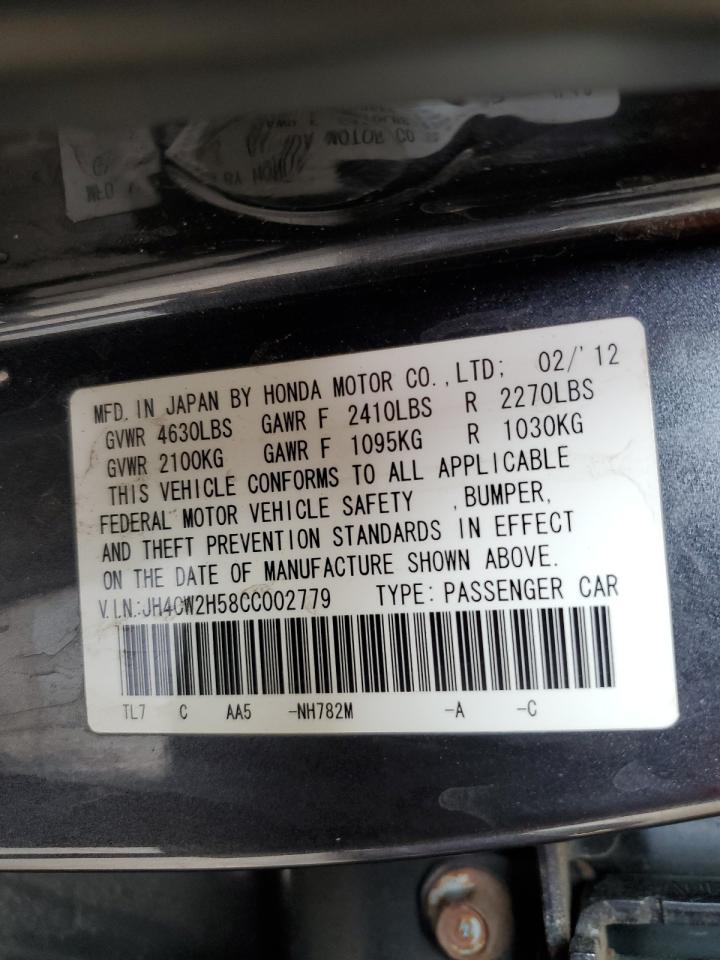 MFD. IN JAPAN BY HONDA MOTOR CO., LTD; 02/'12
GVWR 4630LBS GAWR F 2410LBS R 2270LBS
GVWR 2100KG GAWR F 1095KG R 1030KG
THIS VEHICLE CONFORMS TO ALL APPLICABLE
FEDERAL MOTOR VEHICLE SAFETY , BUMPER,
AND THEFT PREVENTION STANDARDS IN EFFECT
ON THE DATE OF MANUFACTURE SHOWN ABOVE.
V.I.N.:JH4CW2H58CC002779 TYPE: PASSENGER CAR
TL7 C AA5 -NH782M -A -C